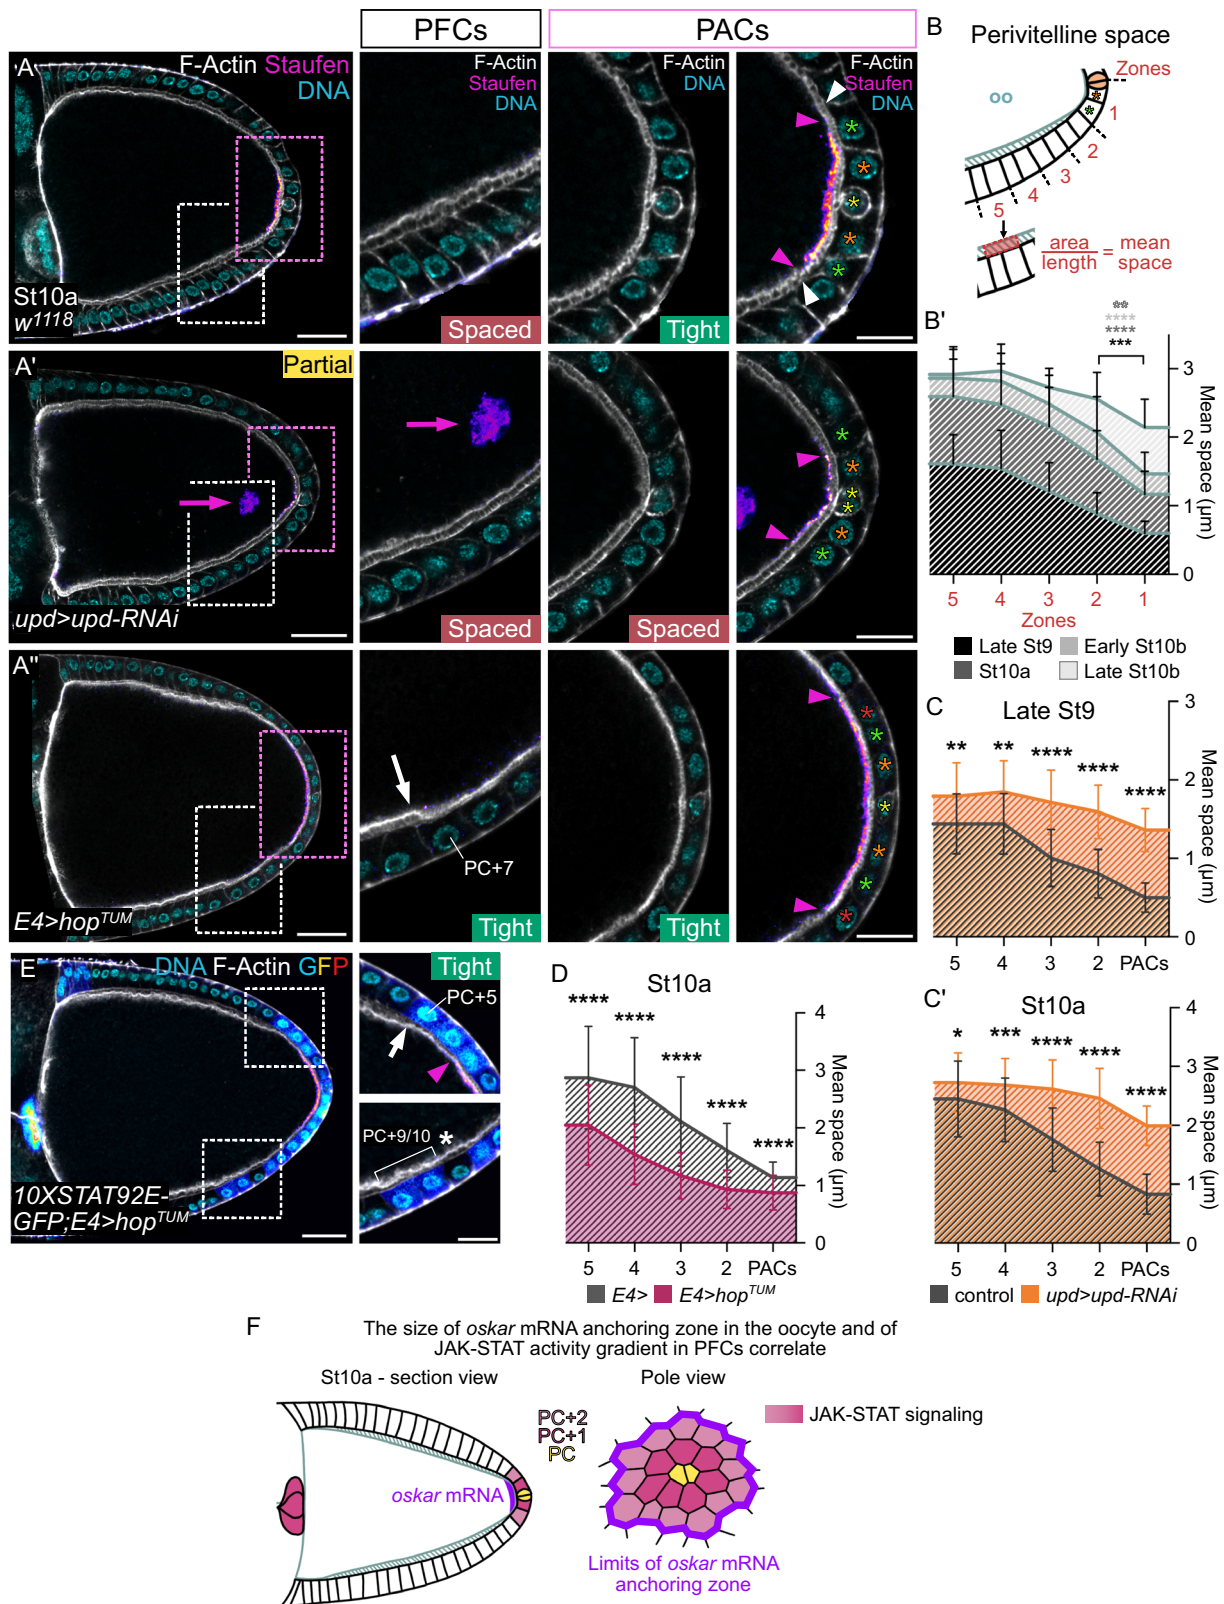 PFCs
PACs
A
F-Actin Staufen
DNA
St10a
w1118
F-Actin
Staufen
DNA
Spaced
F-Actin
DNA
Tight
F-Actin
Staufen
DNA
A'
Partial
upd>upd-RNAi
Spaced
Spaced
A''
E4>hopTUM
PC+7
Tight
Tight
B
Perivitelline space
Zones
oo
1
2
3
4
5
area
length
=
mean
space
B'
**
****
****
***
3
2
1
0
Mean space (µm)
5 4 3 2 1
Zones
Late St9
Early St10b
St10a
Late St10b
C
Late St9
** ** **** **** ****
3
2
1
0
Mean space (µm)
5 4 3 2 PACs
C'
St10a
* *** **** **** ****
4
3
2
1
0
Mean space (µm)
5 4 3 2 PACs
control
upd>upd-RNAi
D
St10a
**** **** **** **** ****
4
3
2
1
0
Mean space (µm)
5 4 3 2 PACs
E4>
E4>hopTUM
E
DNA F-Actin GFP
10XSTAT92E-
GFP;E4>hopTUM
Tight
PC+5
PC+9/10
*
F
The size of oskar mRNA anchoring zone in the oocyte and of
JAK-STAT activity gradient in PFCs correlate
St10a - section view
Pole view
oskar mRNA
PC+2
PC+1
PC
JAK-STAT signaling
Limits of oskar mRNA
anchoring zone